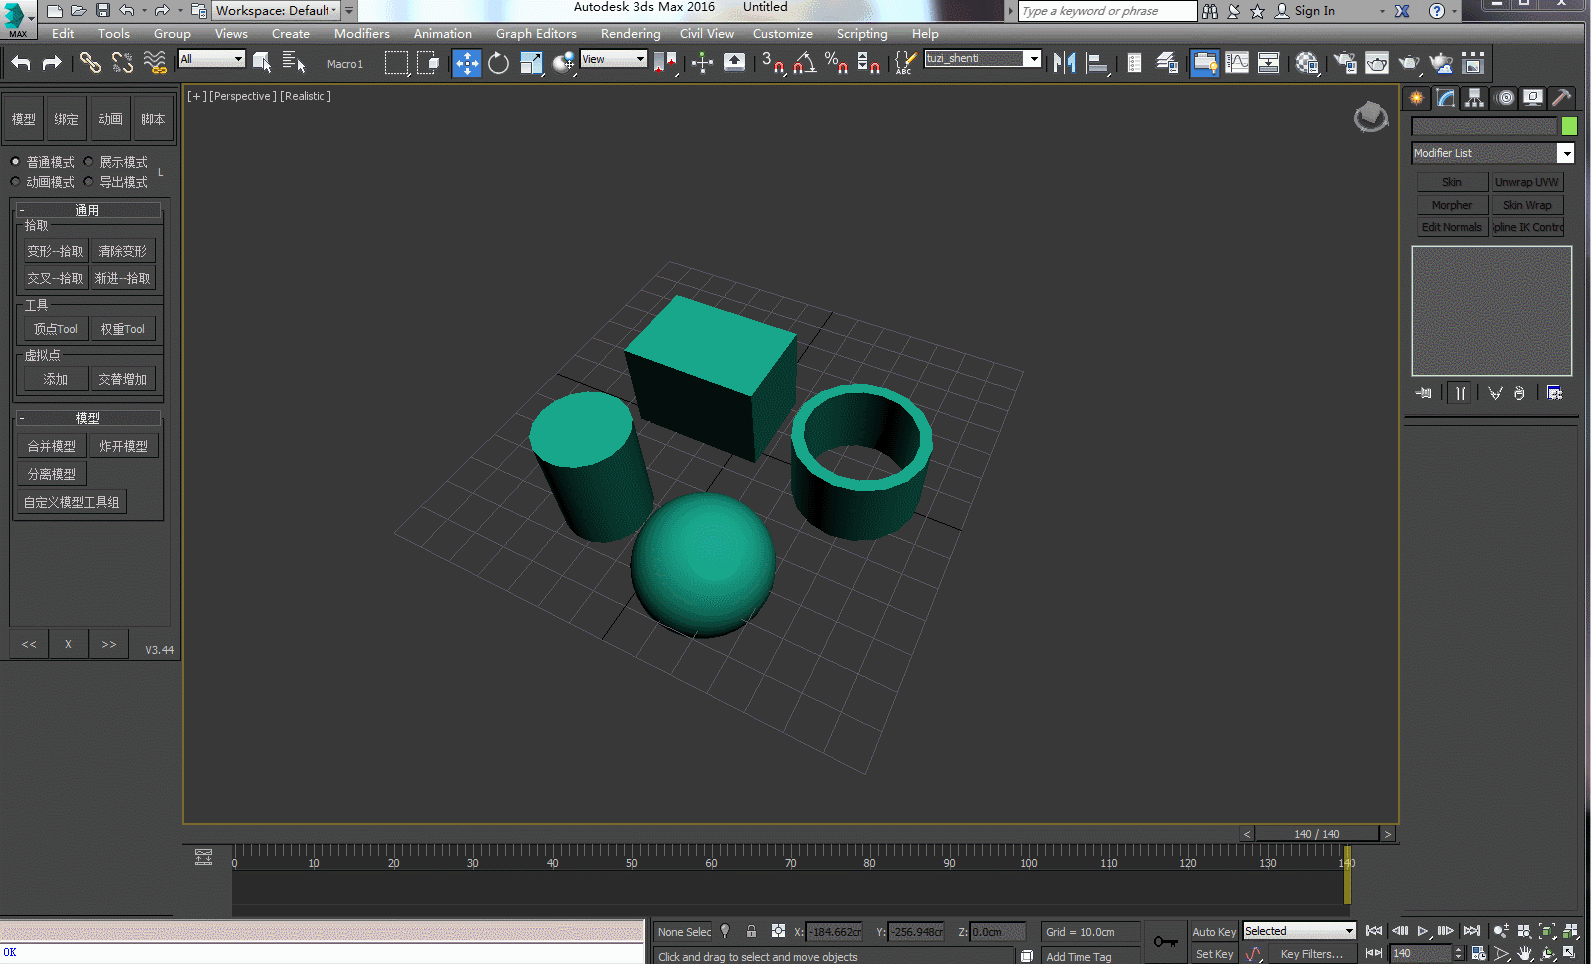 Workspace: Default
Autodesk 3ds Max 2016 Untitled
Type a keyword or phrase
Sign In
MAX
Edit Tools Group Views Create Modifiers Animation Graph Editors Rendering Civil View Customize Scripting Help
All
Macro1
View
3
%
ABC
tuzi_shenti
[+] [Perspective] [Realistic]
模型 绑定 动画 脚本
普通模式 展示模式
动画模式 导出模式
L
- 通用
拾取
变形--拾取 清除变形
交叉--拾取 渐进--拾取
工具
顶点Tool 权重Tool
虚拟点
添加 交替增加
- 模型
合并模型 炸开模型
分离模型
自定义模型工具组
<< X >> V3.44
Modifier List
Skin Unwrap UVW
Morpher Skin Wrap
Edit Normals pline IK Contro
< 140 / 140 >
0 10 20 30 40 50 60 70 80 90 100 110 120 130 140
None Selec X: -184.662cm Y: -256.948cm Z: 0.0cm Grid = 10.0cm Auto Key Selected
OK
Click and drag to select and move objects Add Time Tag Set Key Key Filters... 140